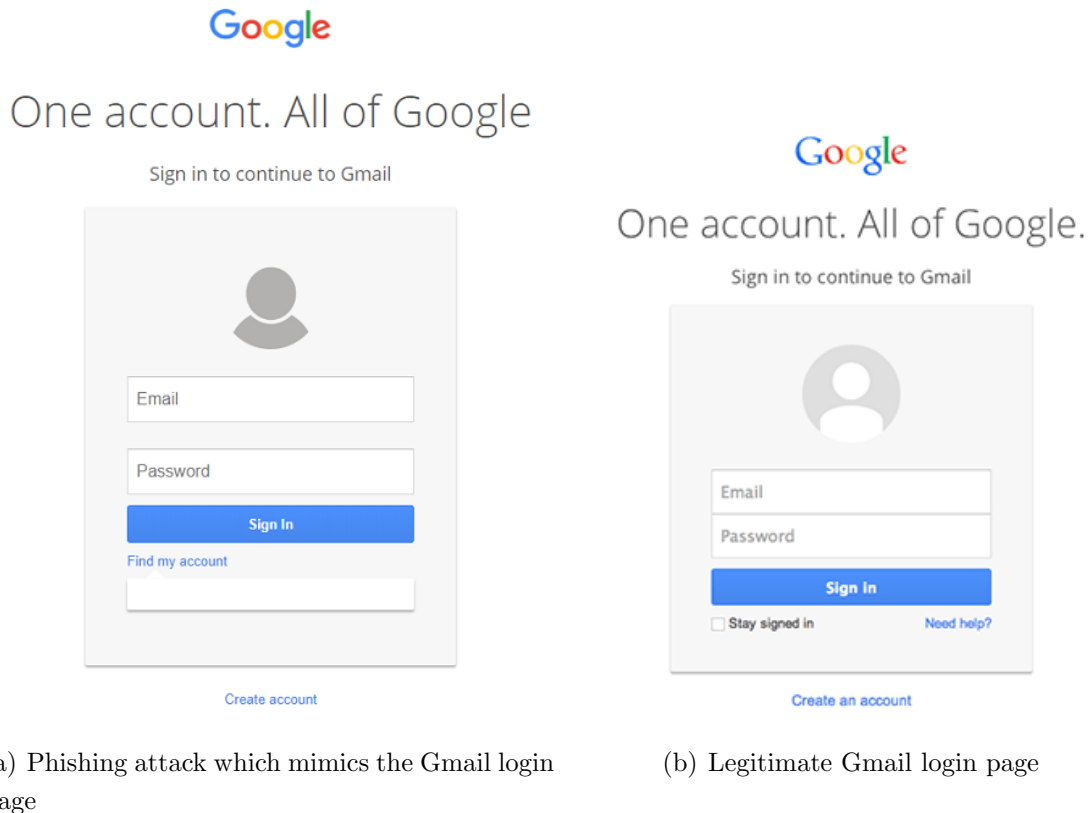 Google
One account. All of Google
Sign in to continue to Gmail
Email
Password
Sign In
Find my account
Create account
a) Phishing attack which mimics the Gmail login
age
Google
One account. All of Google.
Sign in to continue to Gmail
Email
Password
Sign in
Stay signed in Need help?
Create an account
(b) Legitimate Gmail login page